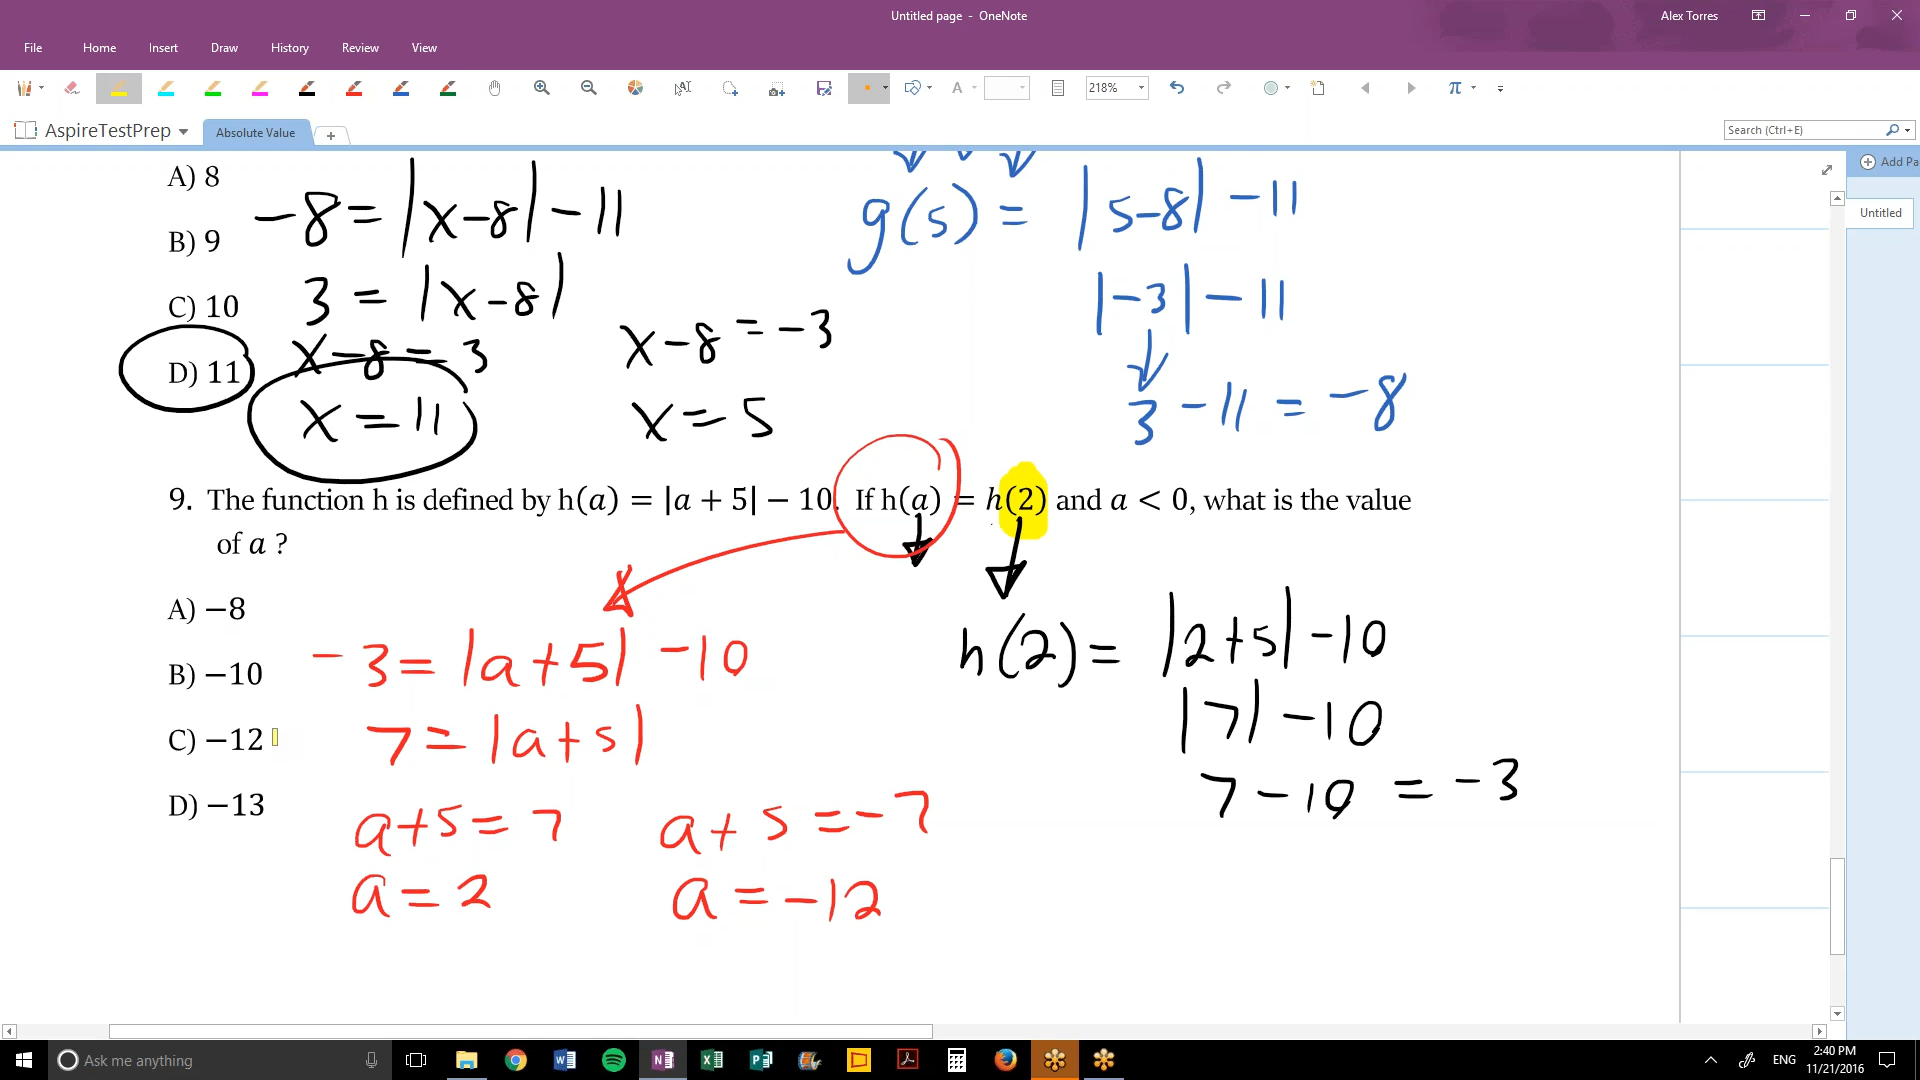 Untitled page - OneNote
Alex Torres
File Home Insert Draw History Review View
218%
AspireTestPrep
Absolute Value
Search (Ctrl+E)
Add Pa
Untitled
A) 8
B) 9
C) 10
D) 11
-8 = |x-8| -11
3 = |x-8|
x-8 = 3
x = 11
x-8 = -3
x = 5
g(5) = |5-8| -11
|-3| -11
3 -11 = -8
9. The function h is defined by h(a) = |a + 5| − 10. If h(a) = h(2) and a < 0, what is the value
of a ?
A) −8
B) −10
C) −12
D) −13
-3 = |a+5| -10
7 = |a+5|
a+5 = 7
a = 2
a+5 = -7
a = -12
h(2) = |2+5| -10
|7| -10
7 -10 = -3
Ask me anything
ENG
2:40 PM
11/21/2016